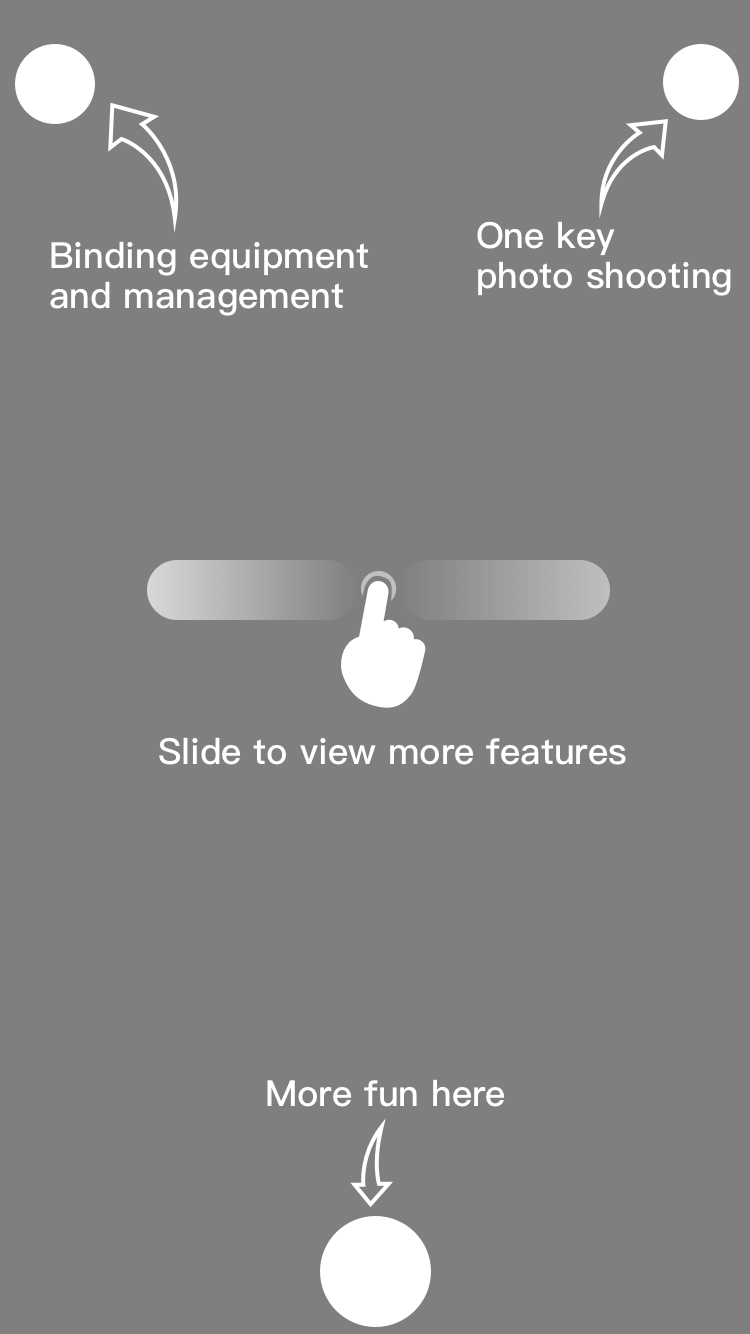 Binding equipment
and management
One key
photo shooting
Slide to view more features
More fun here